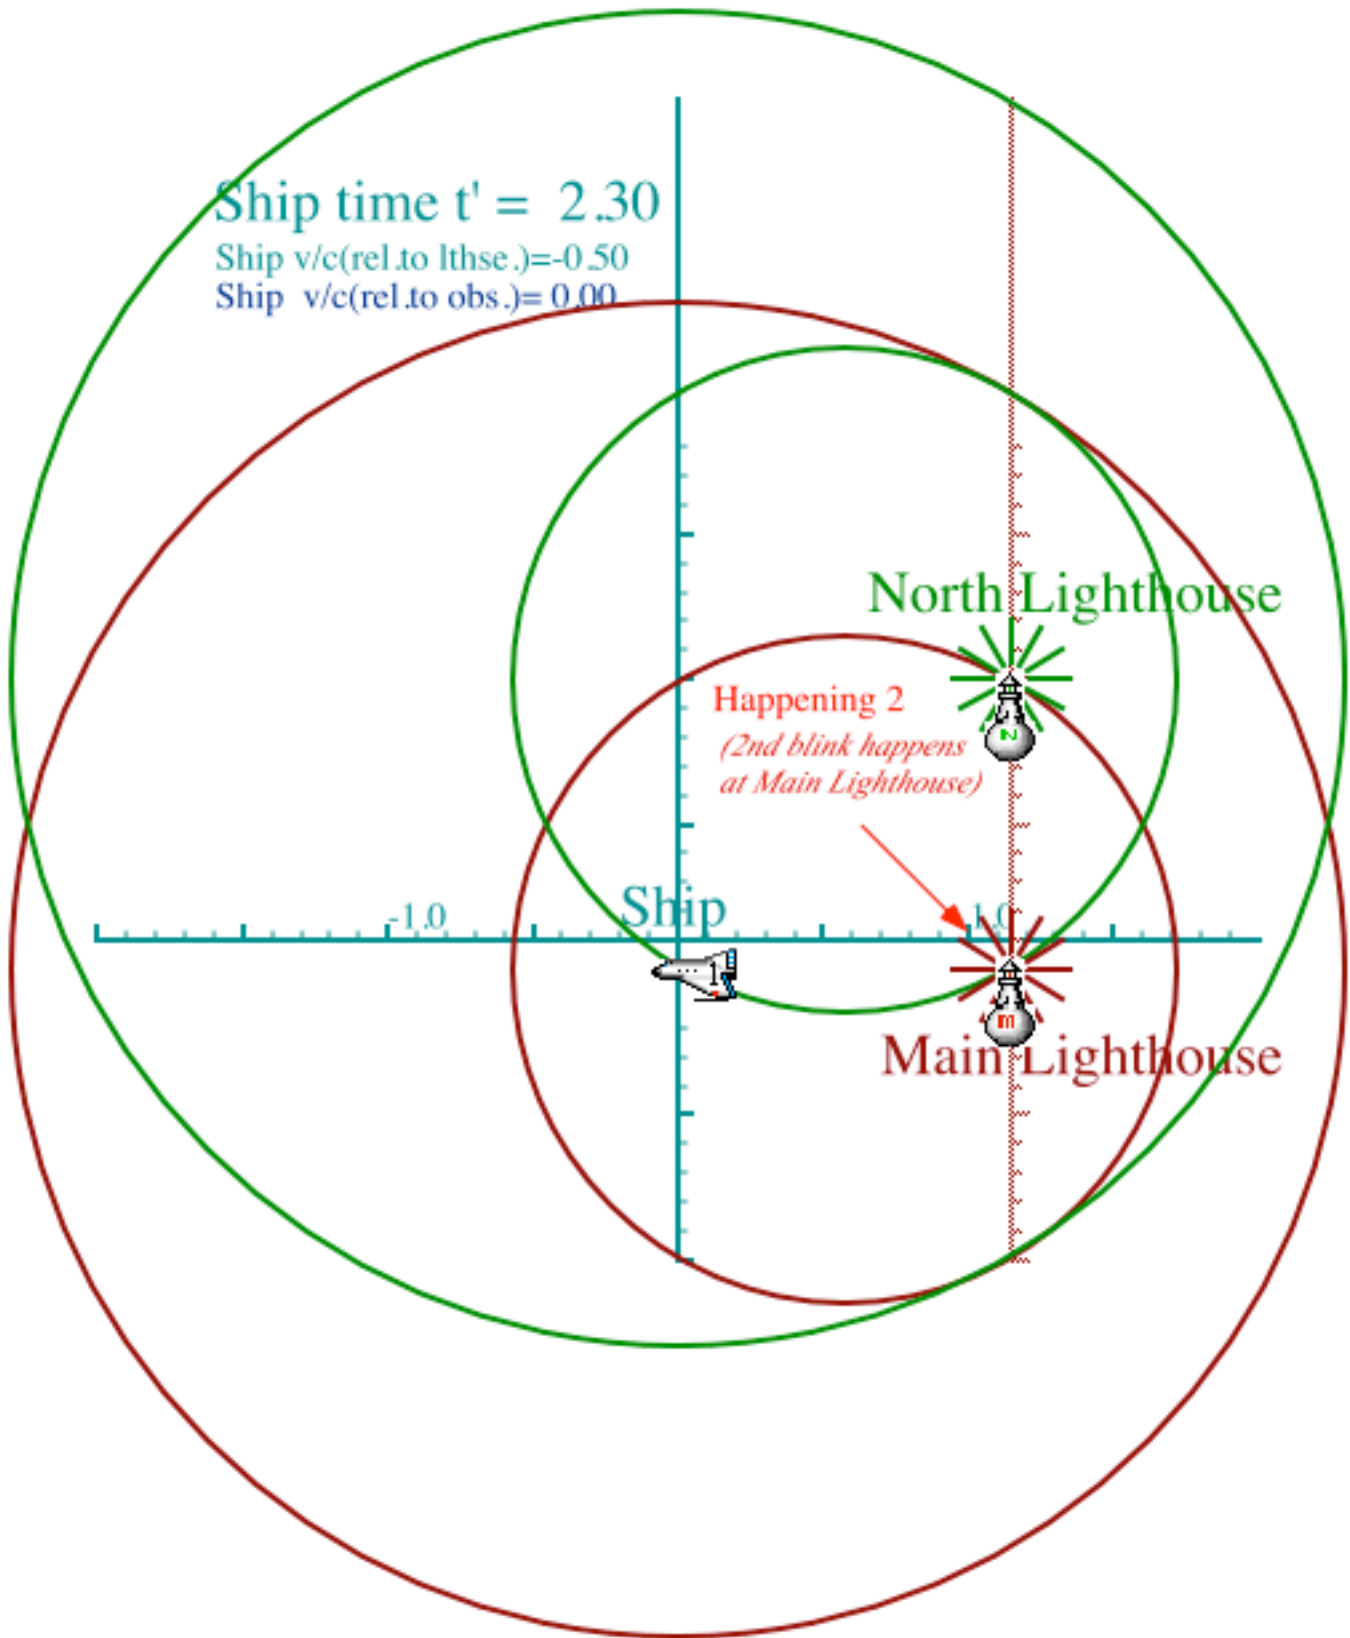 Ship time t' = 2.30
Ship v/c(rel.to lthse.)=-0.50
Ship v/c(rel.to obs.)= 0.00
North Lighthouse
Happening 2
(2nd blink happens
at Main Lighthouse)
N
Ship
-1.0
1.0
1
m
Main Lighthouse